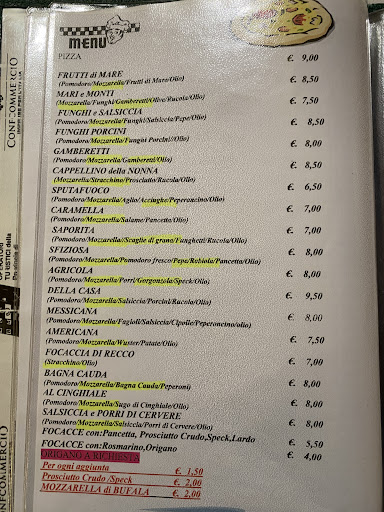 MENU
PIZZA
FRUTTI di MARE €. 9,00
(Pomodoro/Mozzarella/Frutti di Mare/Olio)
MARI e MONTI €. 8,50
(Mozzarella/Funghi/Gamberetti/Olive/Rucola/Olio)
FUNGHI e SALSICCIA €. 7,50
(Pomodoro/Mozzarella/Funghi/Salsiccia/Pepe/Olio)
FUNGHI PORCINI €. 8,50
(Pomodoro/Mozzarella/Fungini Porcini//Olio)
GAMBERETTI €. 8,00
(Pomodoro/Mozzarella/Gamberetti/Olio)
CAPPELLINO della NONNA €. 8,50
(Mozzarella/Stracchino/Prosciutto/Rucola/Olio)
SPUTAFUOCO €. 6,50
(Pomodoro/Mozzarella/Aglio/Acciughe/Peperoncino/Olio)
CARAMELLA €. 7,00
(Pomodoro/Mozzarella/Salame/Pancetta/Olio)
SAPORITA €. 7,00
(Pomodoro/Mozzarella//Scaglie di grana/Funghetti/Rucola/Olio)
SFIZIOSA €. 8,00
(Pomodoro/Mozzarella/Pomodoro fresco/Pepe/Robiola/Pancetta/Olio)
AGRICOLA €. 8,00
(Pomodoro/Mozzarella/Porri/Gorgonzola/Speck/Olio)
DELLA CASA €. 9,50
(Pomodoro/Mozzarella/Salsiccia/Porcini/Rucola/Olio)
MESSICANA €. 8,00
(Pomodoro/Mozzarella/Fagioli/Salsiccia/Cipolle/Peperoncino/olio)
AMERICANA €. 7,50
(Pomodoro/Mozzarella/Wuster/Patate/Olio)
FOCACCIA DI RECCO €. 7,00
(Stracchino/Olio)
BAGNA CAUDA €. 8,00
(Pomodoro/Mozzarella/Bagna Cauda/Peperoni)
AL CINGHIALE €. 8,00
(Pomodoro/Mozzarella/Sugo di Cinghiale/Olio)
SALSICCIA e PORRI DI CERVERE €. 8,00
(Pomodoro/Mozzarella/Salsiccia/Porri di Cervere/Olio)
FOCACCE con:Pancetta, Prosciutto Crudo,Speck,Lardo €. 5,50
FOCACCE con:Rosmarino,Origano €. 4,00
ORIGANO A RICHIESTA
Per ogni aggiunta €. 1,50
Prosciutto Crudo /Speck €. 2,00
MOZZARELLA di BUFALA €. 2,00
CONFCOMMERCIO